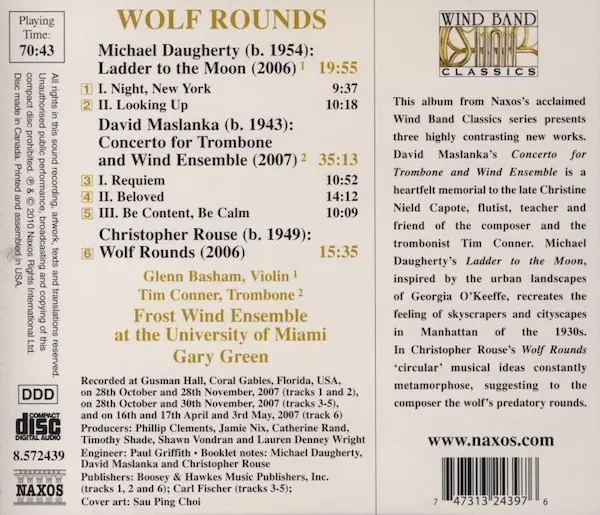 Playing
Time:
70:43
All rights in this sound recording, artwork, texts and translations reserved.
Unauthorised public performance, broadcasting and copying of this
compact disc prohibited. ℗ & © 2010 Naxos Rights International Ltd.
Disc made in Canada. Printed and assembled in USA.
DDD
COMPACT
disc
DIGITAL AUDIO
8.572439
NAXOS
WOLF ROUNDS
Michael Daugherty (b. 1954):
Ladder to the Moon (2006) 1 19:55
1 I. Night, New York 9:37
2 II. Looking Up 10:18
David Maslanka (b. 1943):
Concerto for Trombone
and Wind Ensemble (2007) 2 35:13
3 I. Requiem 10:52
4 II. Beloved 14:12
5 III. Be Content, Be Calm 10:09
Christopher Rouse (b. 1949):
6 Wolf Rounds (2006) 15:35
Glenn Basham, Violin 1
Tim Conner, Trombone 2
Frost Wind Ensemble
at the University of Miami
Gary Green
Recorded at Gusman Hall, Coral Gables, Florida, USA,
on 28th October and 28th November, 2007 (tracks 1 and 2),
on 28th October and 30th November, 2007 (tracks 3-5),
and on 16th and 17th April and 3rd May, 2007 (track 6)
Producers: Phillip Clements, Jamie Nix, Catherine Rand,
Timothy Shade, Shawn Vondran and Lauren Denney Wright
Engineer: Paul Griffith • Booklet notes: Michael Daugherty,
David Maslanka and Christopher Rouse
Publishers: Boosey & Hawkes Music Publishers, Inc.
(tracks 1, 2 and 6); Carl Fischer (tracks 3-5);
Cover art: Sau Ping Choi
WIND BAND
CLASSICS
This album from Naxos's acclaimed
Wind Band Classics series presents
three highly contrasting new works.
David Maslanka's Concerto for
Trombone and Wind Ensemble is a
heartfelt memorial to the late Christine
Nield Capote, flutist, teacher and
friend of the composer and the
trombonist Tim Conner. Michael
Daugherty's Ladder to the Moon,
inspired by the urban landscapes
of Georgia O'Keeffe, recreates the
feeling of skyscrapers and cityscapes
in Manhattan of the 1930s.
In Christopher Rouse's Wolf Rounds
'circular' musical ideas constantly
metamorphose, suggesting to the
composer the wolf's predatory rounds.
www.naxos.com
7 47313 24397 6